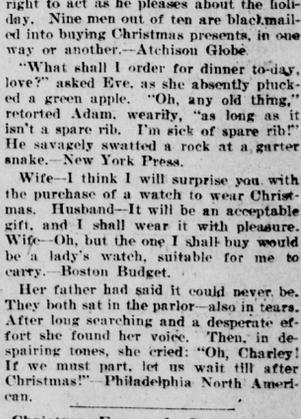 right to act as he pleases about the holi-
day. Nine men out of ten are blackmail-
ed into buying Christmas presents, in one
way or another.—Atchison Globe.
"What shall I order for dinner to-day,
love?" asked Eve, as she absently pluck-
ed a green apple. "Oh, any old thing,"
retorted Adam, wearily, "as long as it
isn't a spare rib. I'm sick of spare rib!"
He savagely swatted a rock at a garter
snake.—New York Press.
Wife—I think I will surprise you with
the purchase of a watch to wear Christ-
mas. Husband—It will be an acceptable
gift, and I shall wear it with pleasure.
Wife—Oh, but the one I shall buy would
be a lady's watch, suitable for me to
carry.—Boston Budget.
Her father had said it could never be.
They both sat in the parlor—also in tears.
After long searching and a desperate ef-
fort she found her voice. Then, in de-
spairing tones, she cried: "Oh, Charley!
If we must part, let us wait till after
Christmas!"—Philadelphia North Ameri-
can.